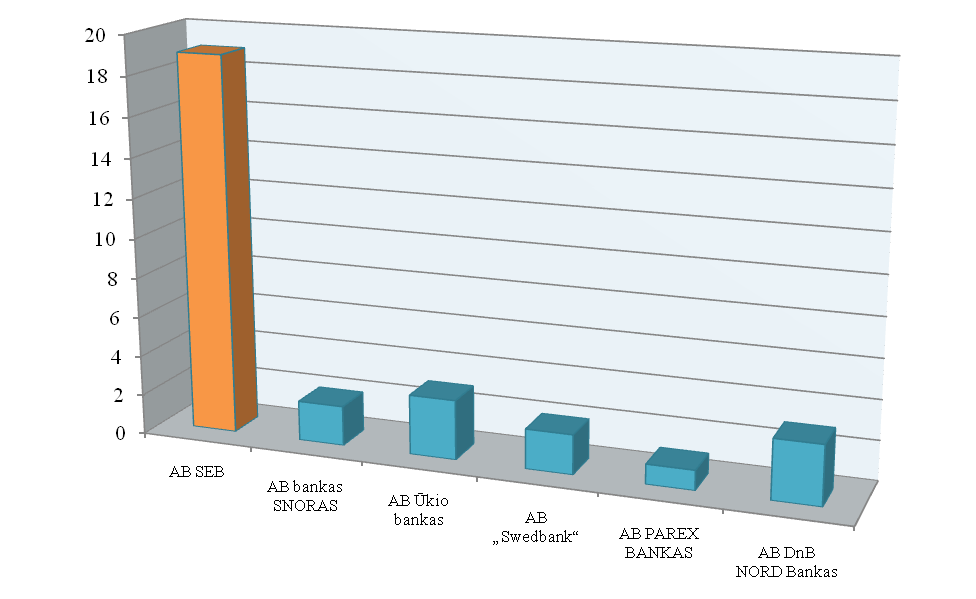 20
18
16
14
12
10
8
6
4
2
0
AB SEB
AB bankas
SNORAS
AB Ūkio
bankas
AB
„Swedbank“
AB PAREX
BANKAS
AB DnB
NORD Bankas